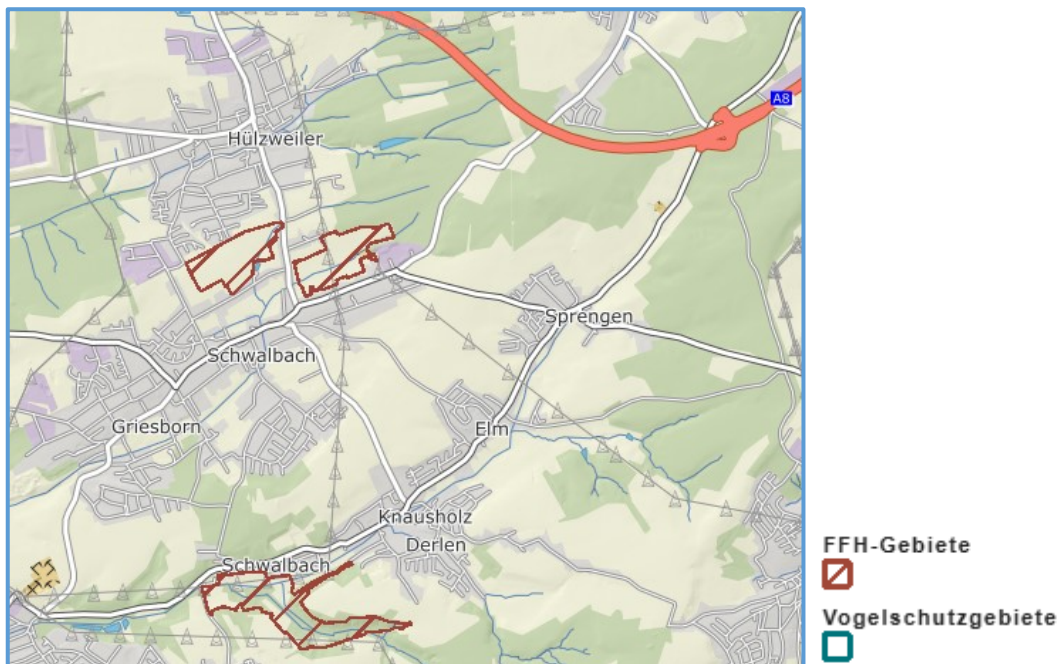 A8
Hülzweiler
Sprengen
Schwalbach
Griesborn
Elm
Knausholz
Derlen
Schwalbach
FFH-Gebiete
Vogelschutzgebiete